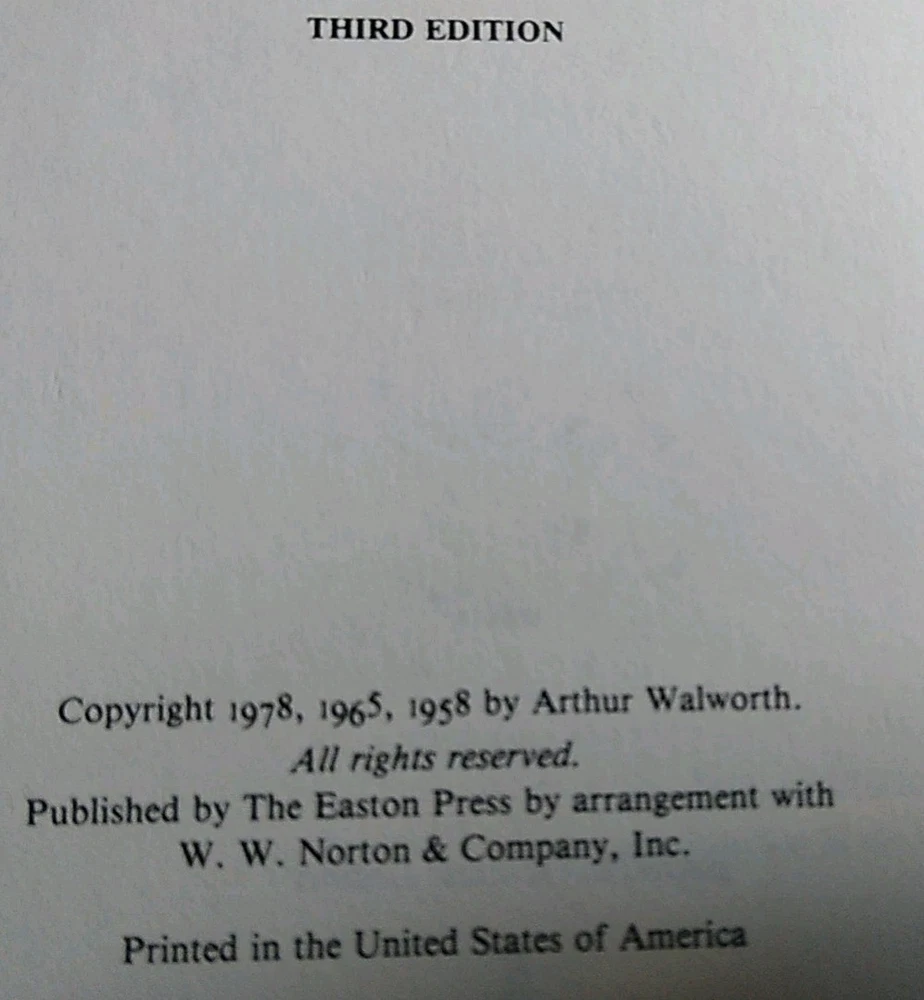 THIRD EDITION
Copyright 1978, 1965, 1958 by Arthur Walworth.
All rights reserved.
Published by The Easton Press by arrangement with
W. W. Norton & Company, Inc.
Printed in the United States of America